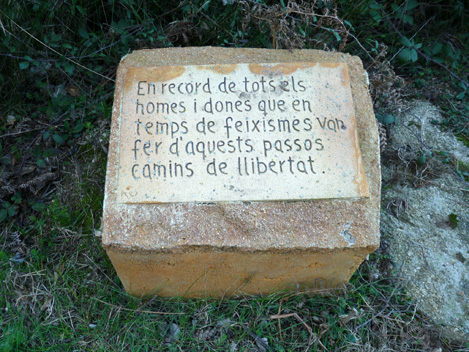 En record de tots els
homes i dones que en
temps de feixismes van
fer d'aquests passos
camins de llibertat.